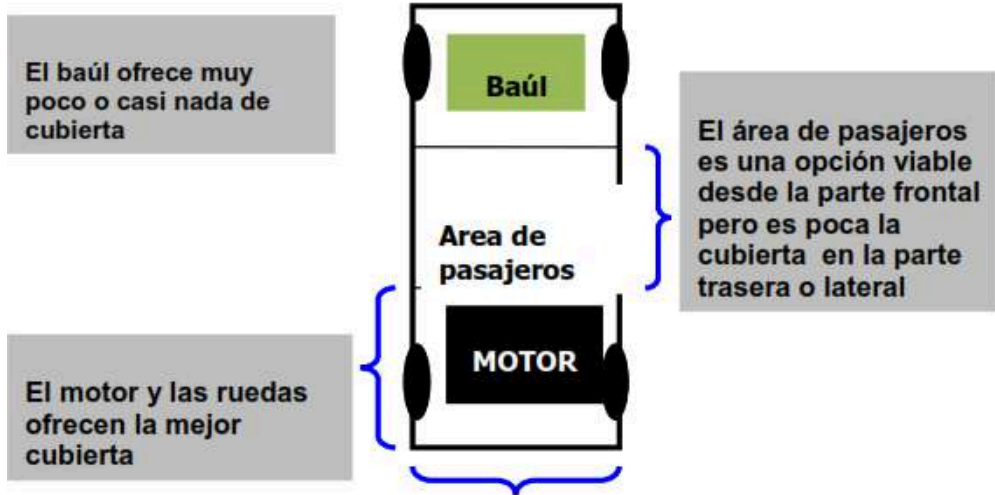 El baúl ofrece muy
poco o casi nada de
cubierta
Baúl
El área de pasajeros
es una opción viable
desde la parte frontal
pero es poca la
cubierta en la parte
trasera o lateral
Area de
pasajeros
MOTOR
El motor y las ruedas
ofrecen la mejor
cubierta